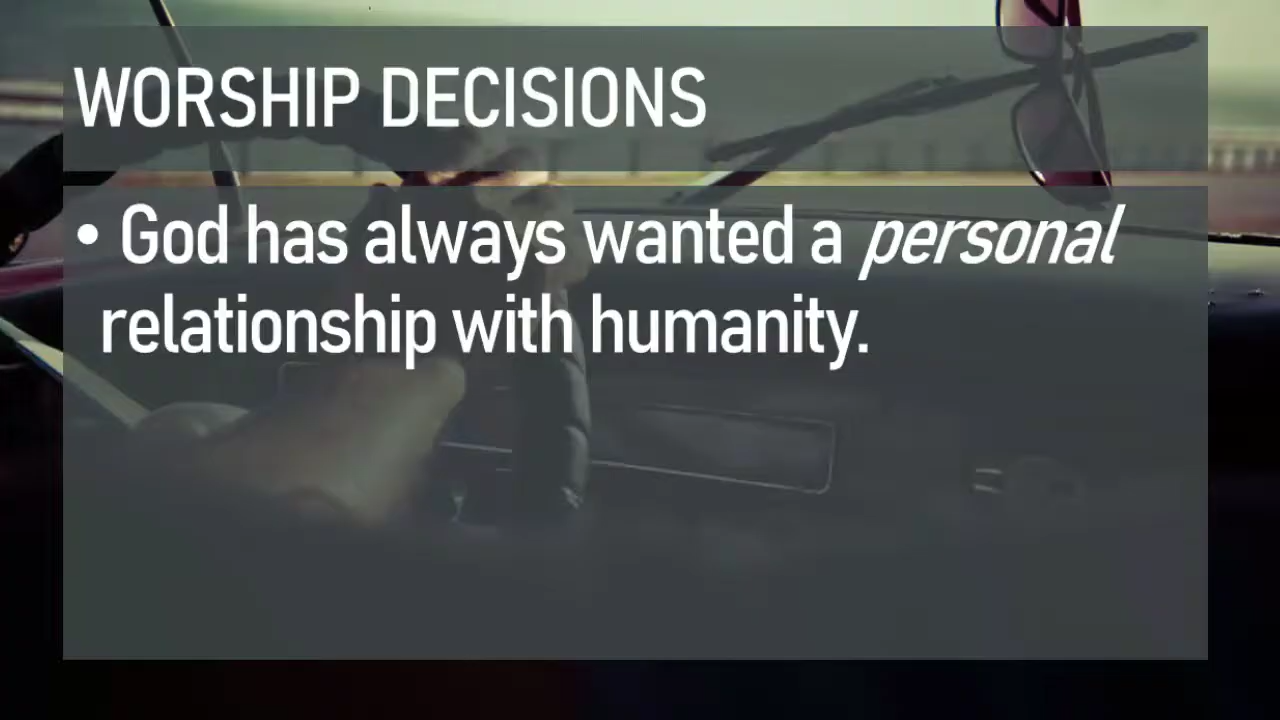 WORSHIP DECISIONS
• God has always wanted a personal
relationship with humanity.